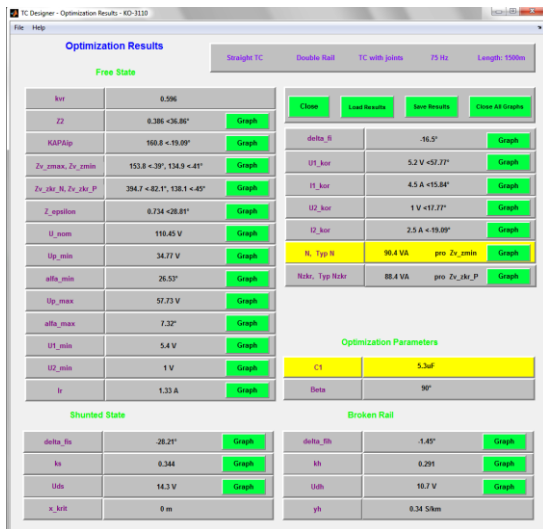 TC Designer - Optimization Results - KO-3110
File Help
Optimization Results
Straight TC Double Rail TC with joints 75 Hz Length: 1500m
Free State
kvr 0.596
Z2 0.386 <36.86° Graph
KAPAip 160.8 <-19.09° Graph
Zv_zmax, Zv_zmin 153.8 <-39°, 134.9 <-41° Graph
Zv_zkr_N, Zv_zkr_P 394.7 <-82.1°, 138.1 <-45° Graph
Z_epsilon 0.734 <28.81° Graph
U_nom 110.45 V Graph
Up_min 34.77 V Graph
alfa_min 26.53° Graph
Up_max 57.73 V Graph
alfa_max 7.32° Graph
U1_min 5.4 V Graph
U2_min 1 V Graph
Ir 1.33 A Graph
Close Load Results Save Results Close All Graphs
delta_fi -16.5° Graph
U1_kor 5.2 V <57.77° Graph
I1_kor 4.5 A <15.84° Graph
U2_kor 1 V <17.77° Graph
I2_kor 2.5 A <-19.09° Graph
N, Typ N 90.4 VA pro Zv_zmin Graph
Nzkr, Typ Nzkr 88.4 VA pro Zv_zkr_P Graph
Optimization Parameters
C1 5.3uF
Beta 90°
Shunted State
delta_fis -28.21° Graph
ks 0.344 Graph
Uds 14.3 V Graph
x_krit 0 m
Broken Rail
delta_fih -1.45° Graph
kh 0.291 Graph
Udh 10.7 V Graph
yh 0.34 S/km